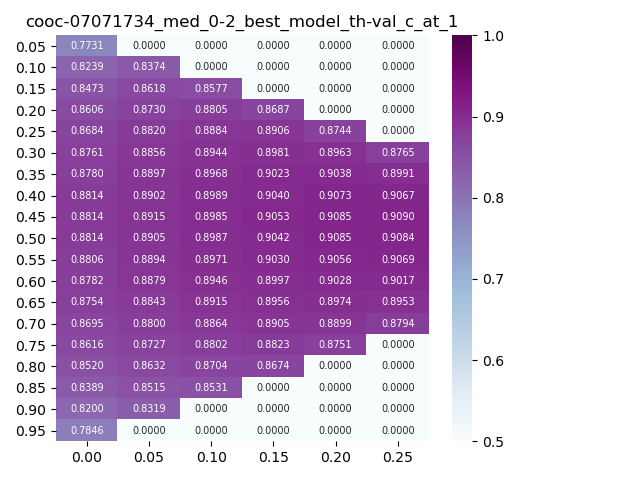 cooc-07071734_med_0-2_best_model_th-val_c_at_1
0.05 0.7731 0.0000 0.0000 0.0000 0.0000 0.0000
0.10 0.8239 0.8374 0.0000 0.0000 0.0000 0.0000
0.15 0.8473 0.8618 0.8577 0.0000 0.0000 0.0000
0.20 0.8606 0.8730 0.8805 0.8687 0.0000 0.0000
0.25 0.8684 0.8820 0.8884 0.8906 0.8744 0.0000
0.30 0.8761 0.8856 0.8944 0.8981 0.8963 0.8765
0.35 0.8780 0.8897 0.8968 0.9023 0.9038 0.8991
0.40 0.8814 0.8902 0.8989 0.9040 0.9073 0.9067
0.45 0.8814 0.8915 0.8985 0.9053 0.9085 0.9090
0.50 0.8814 0.8905 0.8987 0.9042 0.9085 0.9084
0.55 0.8806 0.8894 0.8971 0.9030 0.9056 0.9069
0.60 0.8782 0.8879 0.8946 0.8997 0.9028 0.9017
0.65 0.8754 0.8843 0.8915 0.8956 0.8974 0.8953
0.70 0.8695 0.8800 0.8864 0.8905 0.8899 0.8794
0.75 0.8616 0.8727 0.8802 0.8823 0.8751 0.0000
0.80 0.8520 0.8632 0.8704 0.8674 0.0000 0.0000
0.85 0.8389 0.8515 0.8531 0.0000 0.0000 0.0000
0.90 0.8200 0.8319 0.0000 0.0000 0.0000 0.0000
0.95 0.7846 0.0000 0.0000 0.0000 0.0000 0.0000
0.00 0.05 0.10 0.15 0.20 0.25
1.0
0.9
0.8
0.7
0.6
0.5